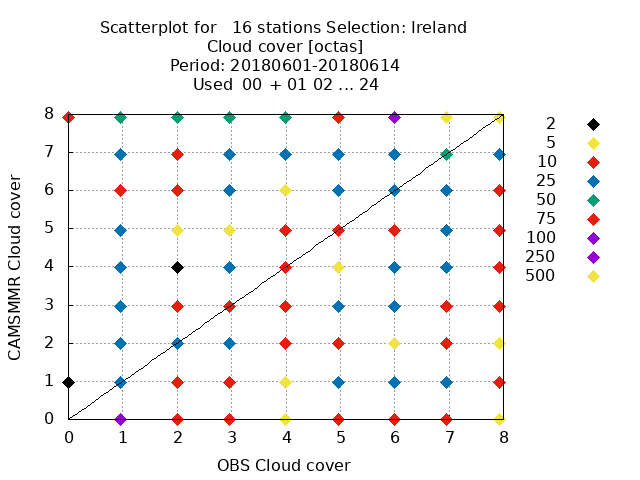 Scatterplot for   16 stations Selection: Ireland
Cloud cover [octas]
Period: 20180601-20180614
Used  00 + 01 02 ... 24
8
7
6
5
4
3
2
1
0
CAMSMMR Cloud cover
0 1 2 3 4 5 6 7 8
OBS Cloud cover
2
5
10
25
50
75
100
250
500